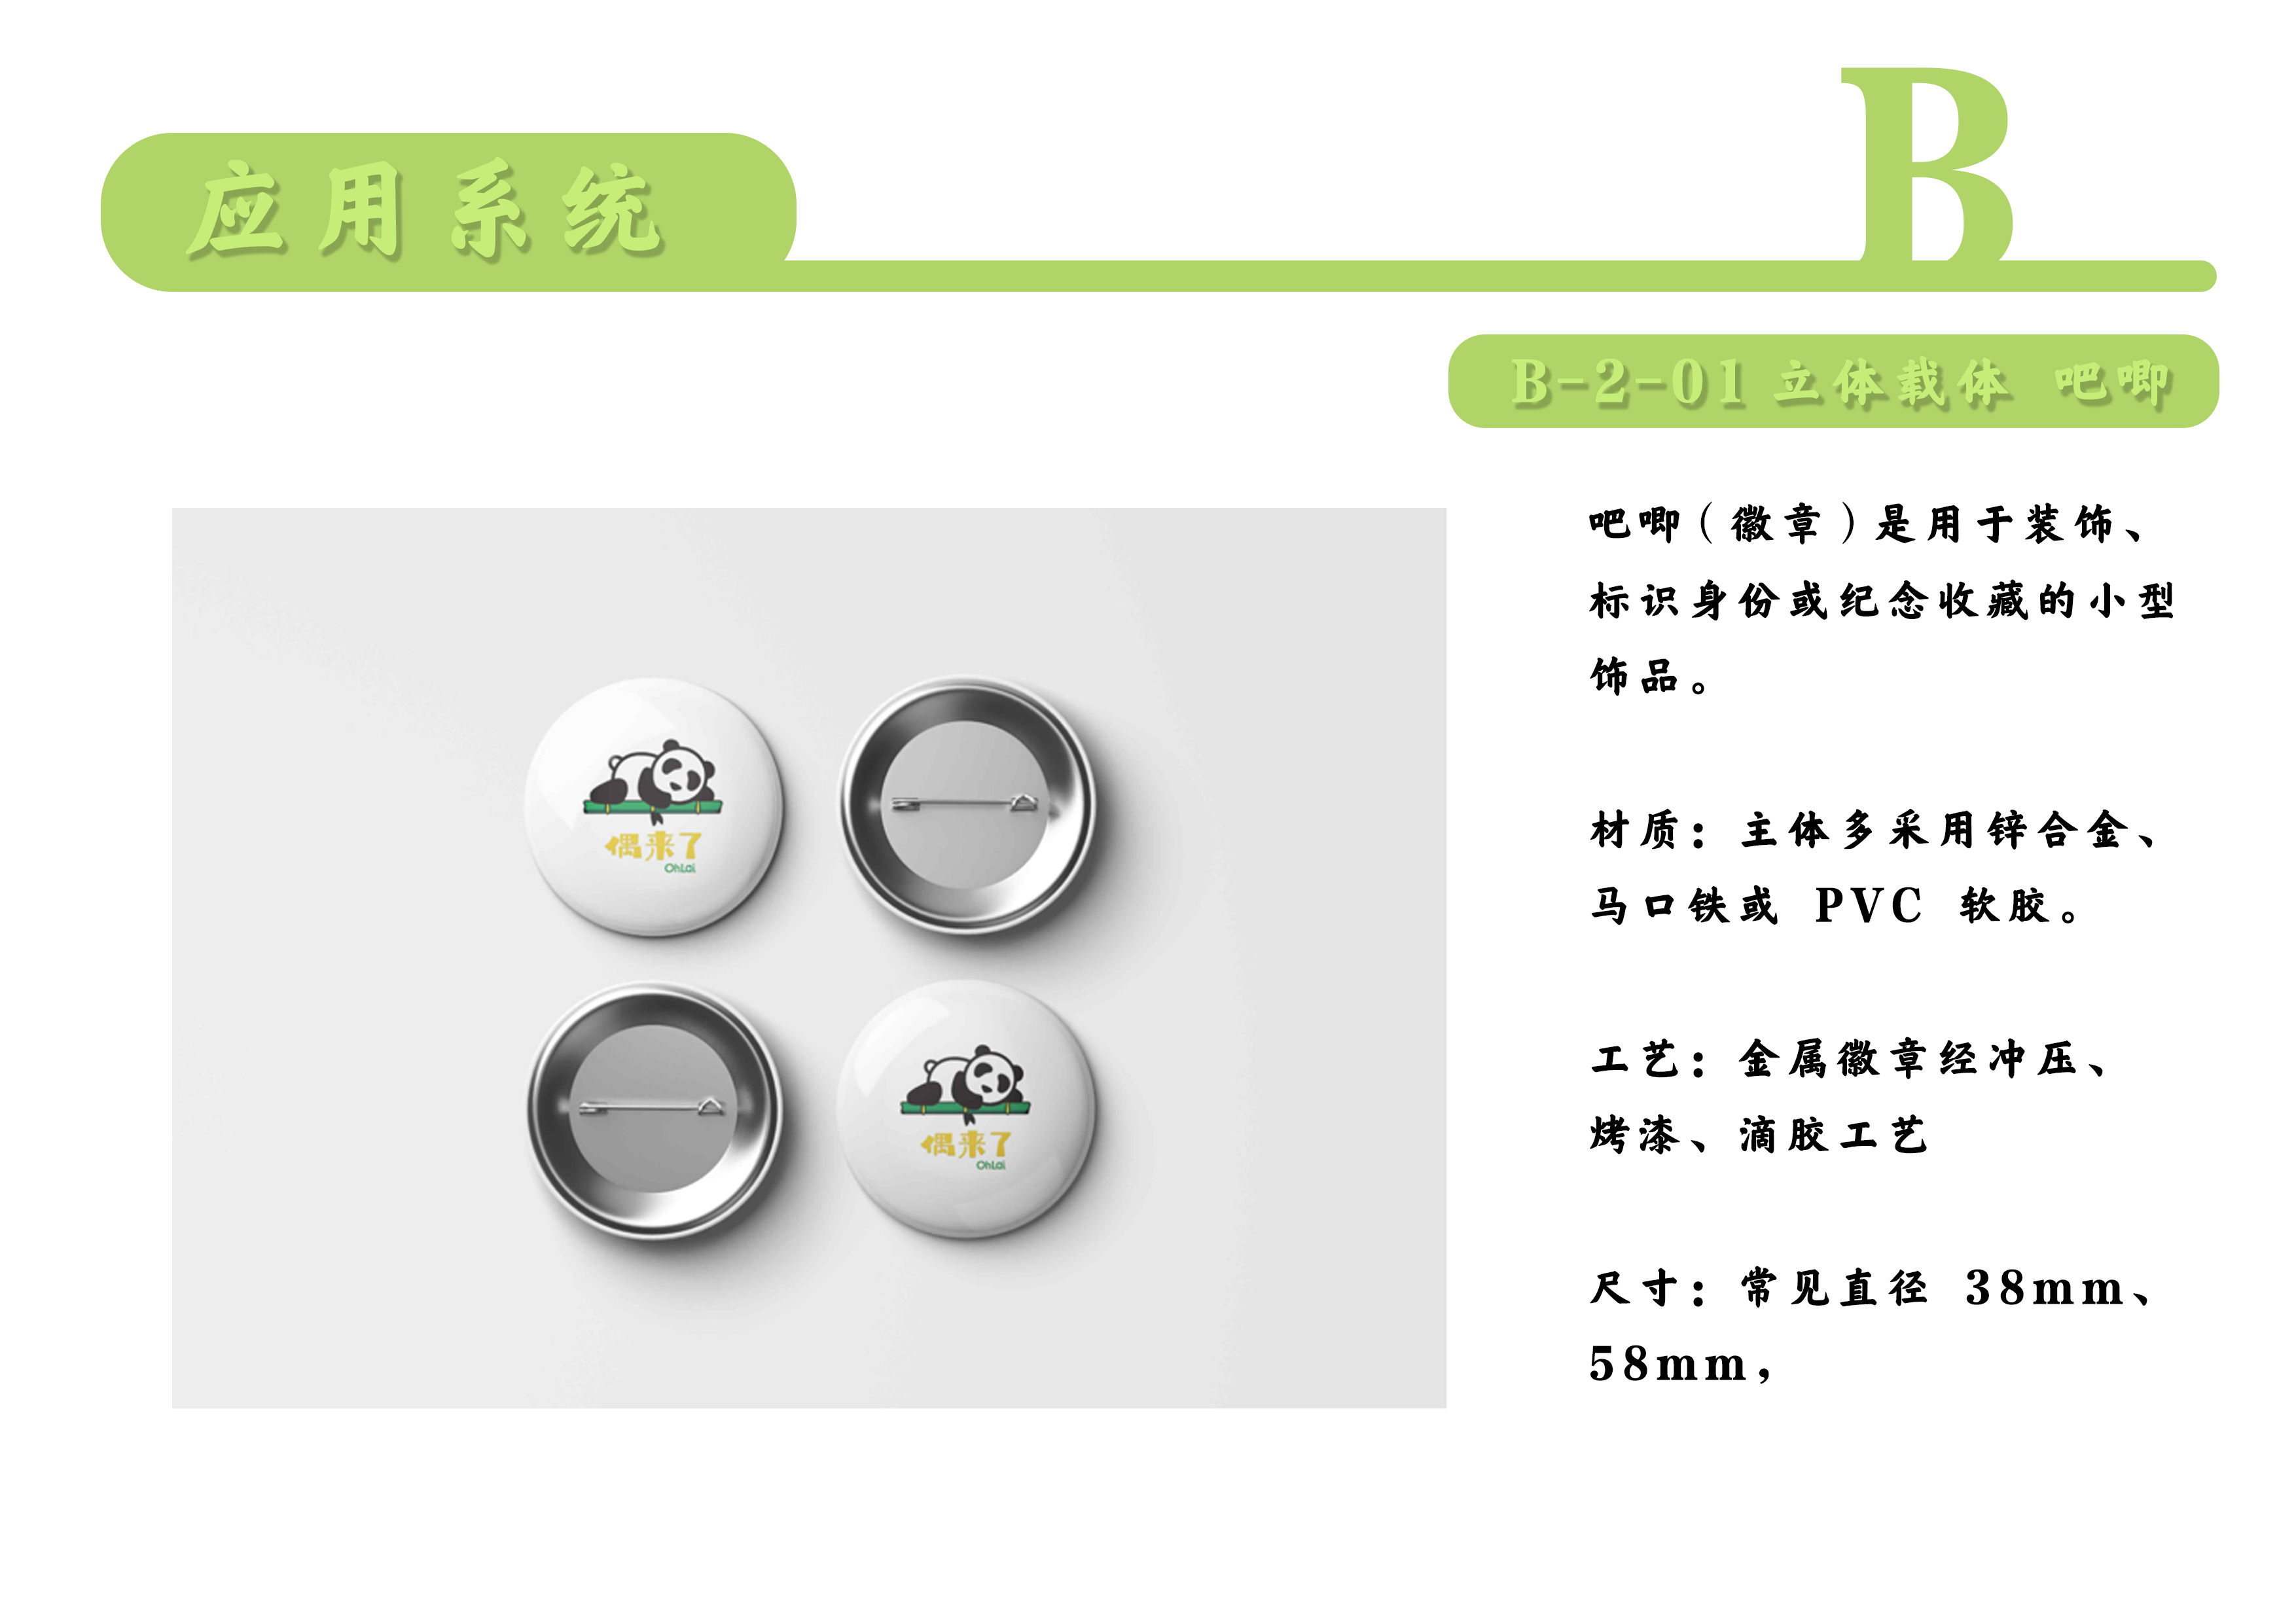 应用系统
B
B-2-01立体载体 吧唧
吧唧（徽章）是用于装饰、
标识身份或纪念收藏的小型
饰品。
材质：主体多采用锌合金、
马口铁或 PVC 软胶。
工艺：金属徽章经冲压、
烤漆、滴胶工艺
尺寸：常见直径 38mm、
58mm，
偶来了
OhLai
偶来了
OhLai